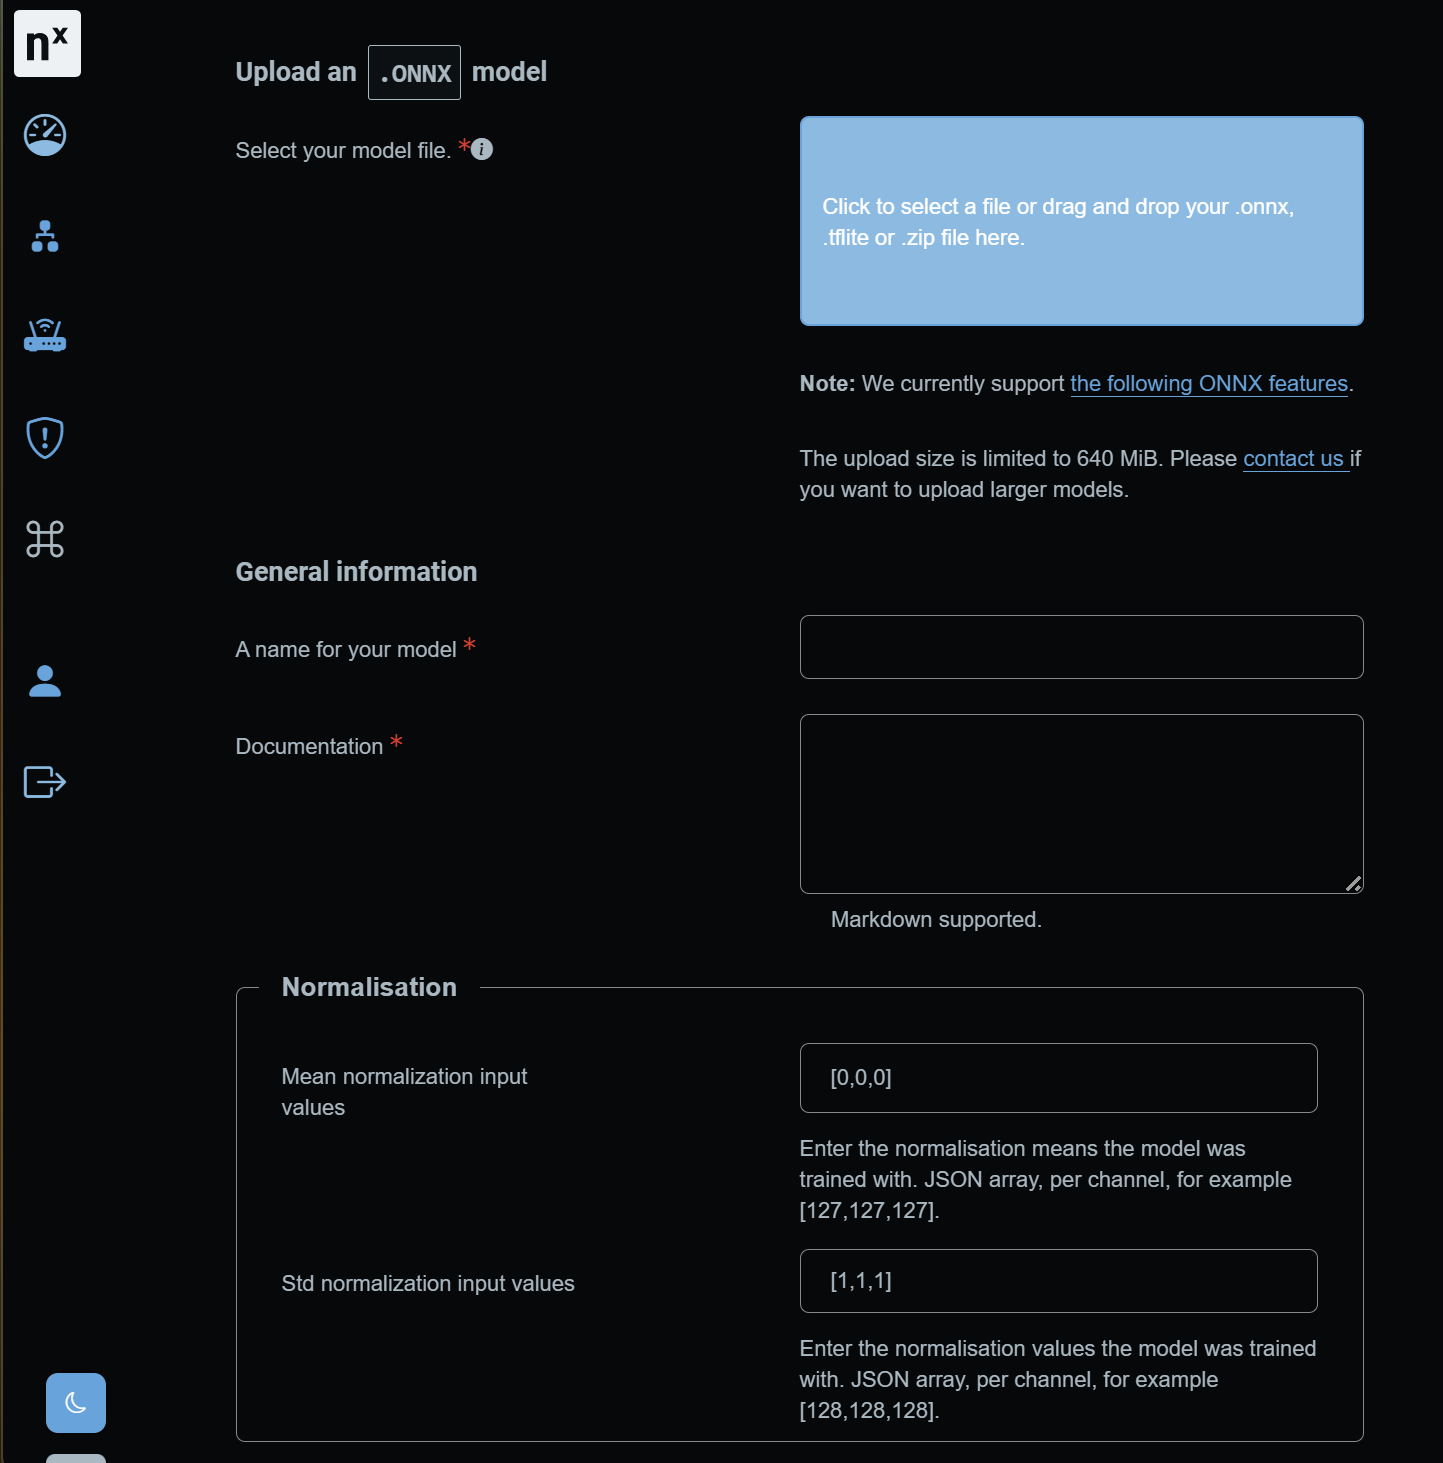 nx
Upload an .ONNX model
Select your model file. *
Click to select a file or drag and drop your .onnx,
.tflite or .zip file here.
Note: We currently support the following ONNX features.
The upload size is limited to 640 MiB. Please contact us if
you want to upload larger models.
General information
A name for your model *
Documentation *
Markdown supported.
Normalisation
Mean normalization input
values
[0,0,0]
Enter the normalisation means the model was
trained with. JSON array, per channel, for example
[127,127,127].
Std normalization input values
[1,1,1]
Enter the normalisation values the model was trained
with. JSON array, per channel, for example
[128,128,128].